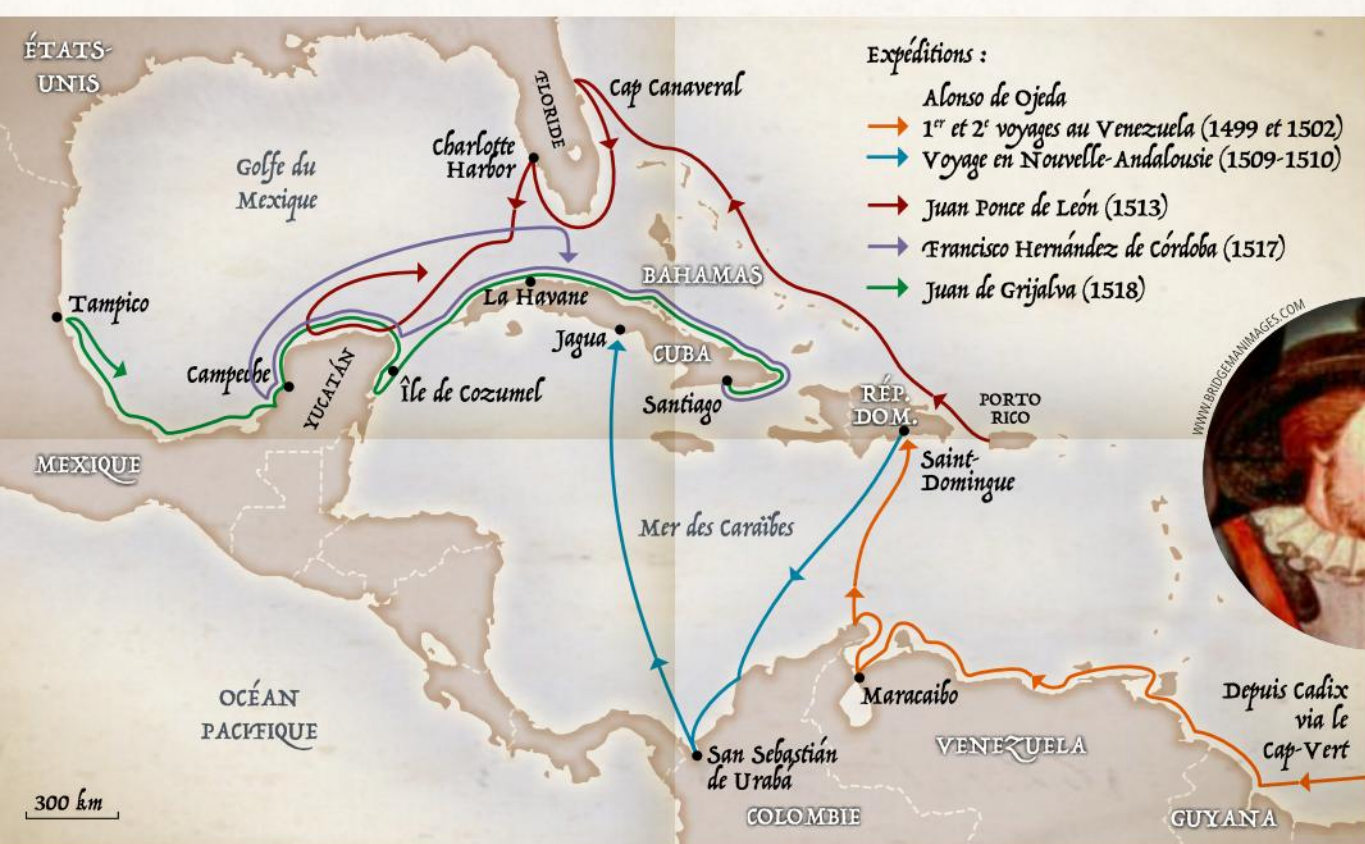 ÉTATS-
UNIS
Golfe du
Mexique
FLORIDE
Cap Canaveral
Charlotte
Harbor
Expéditions :
Alonso de Ojeda
1er et 2e voyages au Venezuela (1499 et 1502)
Voyage en Nouvelle-Andalousie (1509-1510)
Juan Ponce de León (1513)
Francisco Hernández de Córdoba (1517)
Juan de Grijalva (1518)
WWW.BRIDGEMANIMAGES.COM
BAHAMAS
La Havane
Tampico
Jagua
CUBA
Campeche
YUCATÁN
Île de Cozumel
Santiago
RÉP.
DOM.
PORTO
RICO
MEXIQUE
Saint-
Domingue
Mer des Caraïbes
OCÉAN
PACIFIQUE
Maracaibo
Depuis Cadix
via le
Cap-Vert
San Sebastián
de Urabá
VENEZUELA
300 km
COLOMBIE
GUYANA